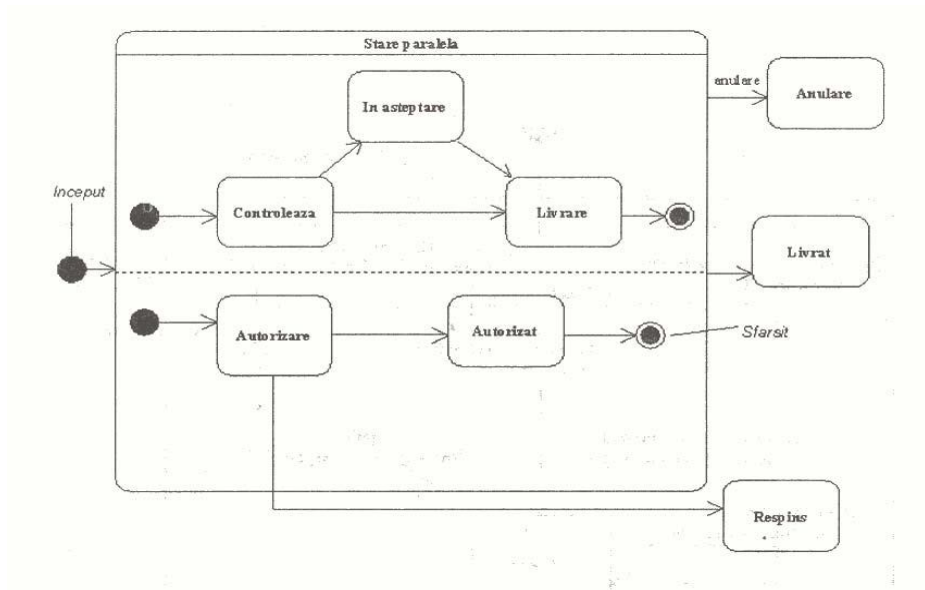 Stare paralela
In asteptare
anulare
Anulare
Inceput
Controleaza
Livrare
Livrat
Autorizare
Autorizat
Sfarsit
Respins